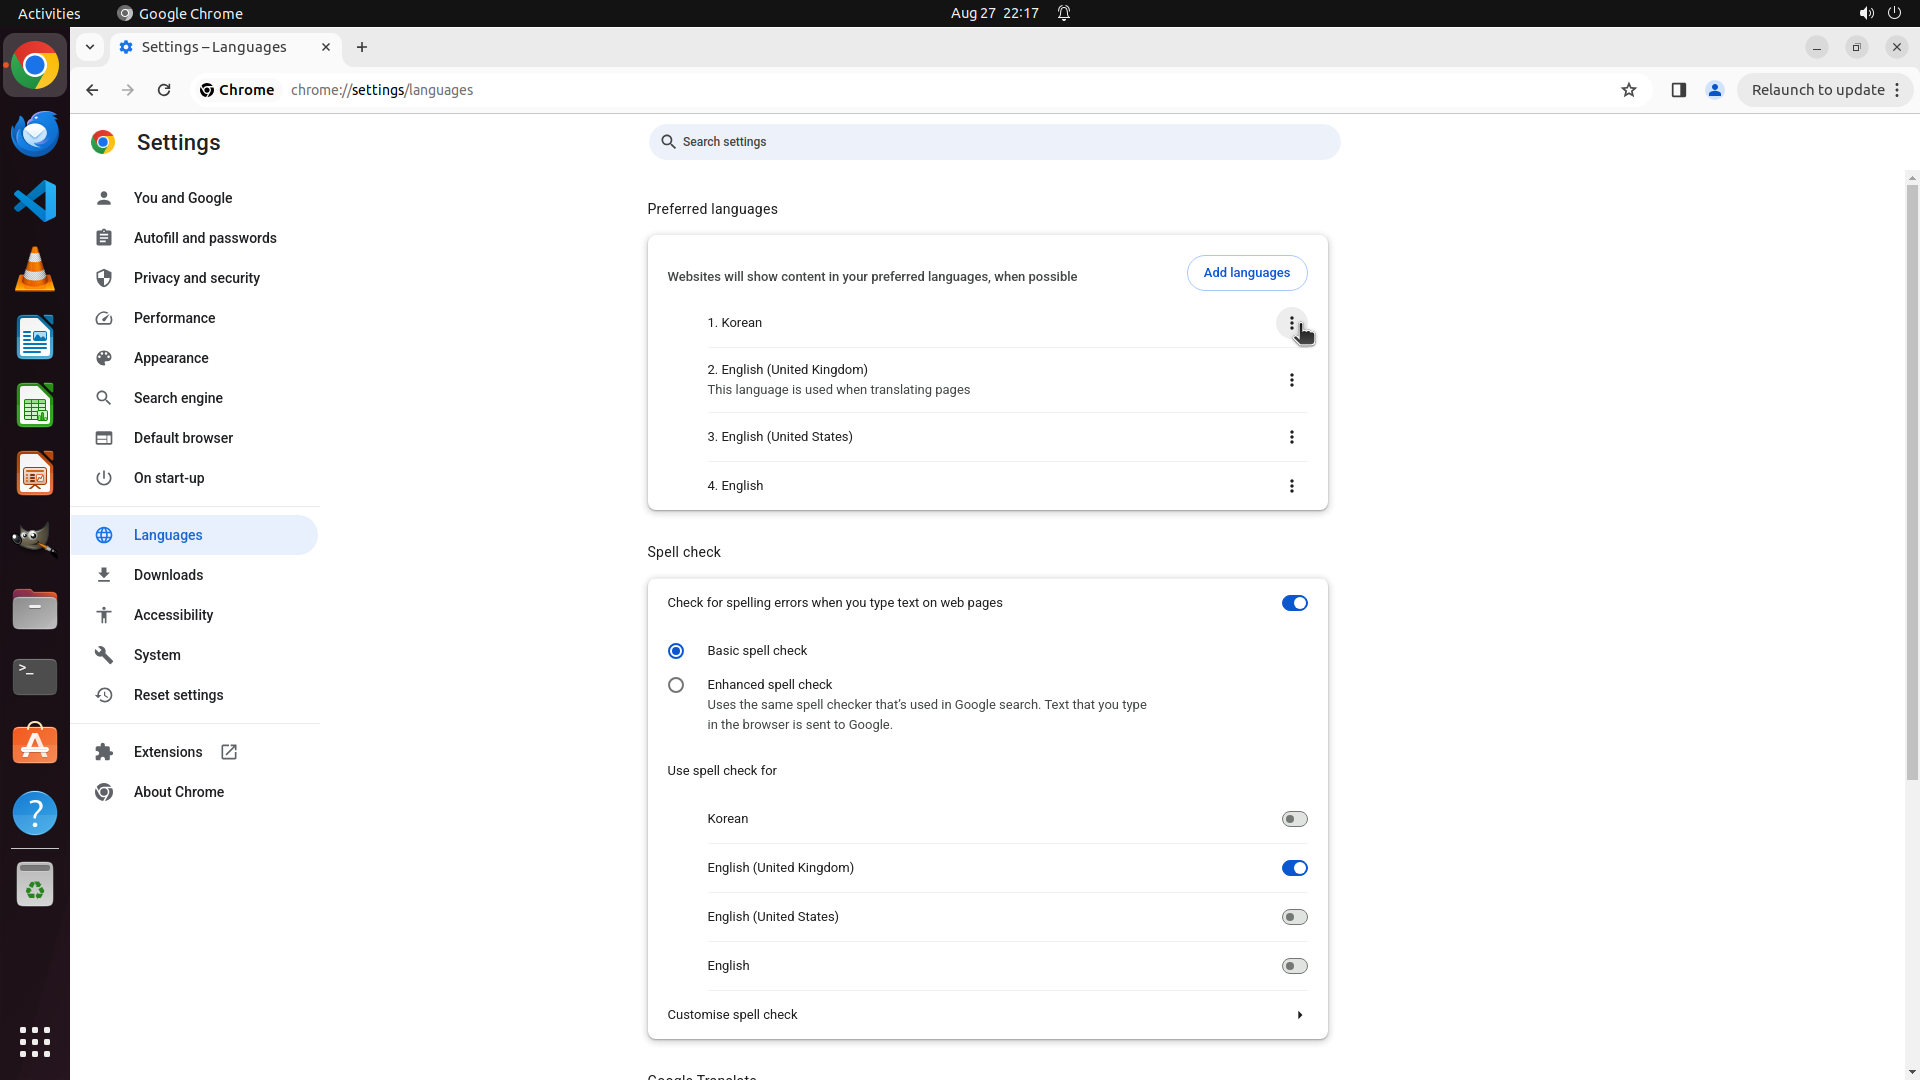 Activities
Google Chrome
Aug 27 22:17
Settings – Languages
Chrome
chrome://settings/languages
Relaunch to update
Settings
Search settings
You and Google
Autofill and passwords
Privacy and security
Performance
Appearance
Search engine
Default browser
On start-up
Languages
Downloads
Accessibility
System
Reset settings
Extensions
About Chrome
Preferred languages
Websites will show content in your preferred languages, when possible
Add languages
1. Korean
2. English (United Kingdom)
This language is used when translating pages
3. English (United States)
4. English
Spell check
Check for spelling errors when you type text on web pages
Basic spell check
Enhanced spell check
Uses the same spell checker that's used in Google search. Text that you type
in the browser is sent to Google.
Use spell check for
Korean
English (United Kingdom)
English (United States)
English
Customise spell check
Google Translate